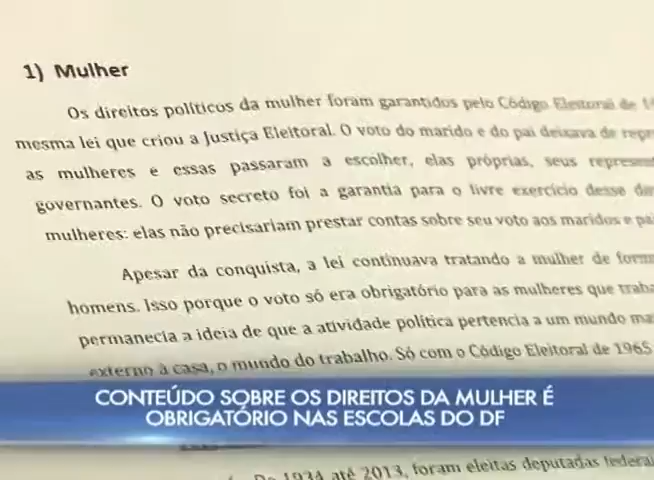 1) Mulher
Os direitos políticos da mulher foram garantidos pelo Código Eleitoral de
mesma lei que criou a Justiça Eleitoral. O voto do marido e do pai deixava de
as mulheres e essas passaram a escolher, elas próprias, seus
governantes. O voto secreto foi a garantia para o livre exercício desse
mulheres: elas não precisariam prestar contas sobre seu voto aos maridos e
Apesar da conquista, a lei continuava tratando a mulher de
homens. Isso porque o voto só era obrigatório para as mulheres que
permanecia a ideia de que a atividade política pertencia a um mundo
externo à casa, o mundo do trabalho. Só com o Código Eleitoral de 1965
CONTEÚDO SOBRE OS DIREITOS DA MULHER É
OBRIGATÓRIO NAS ESCOLAS DO DF
De 1934 até 2013, foram eleitas deputadas